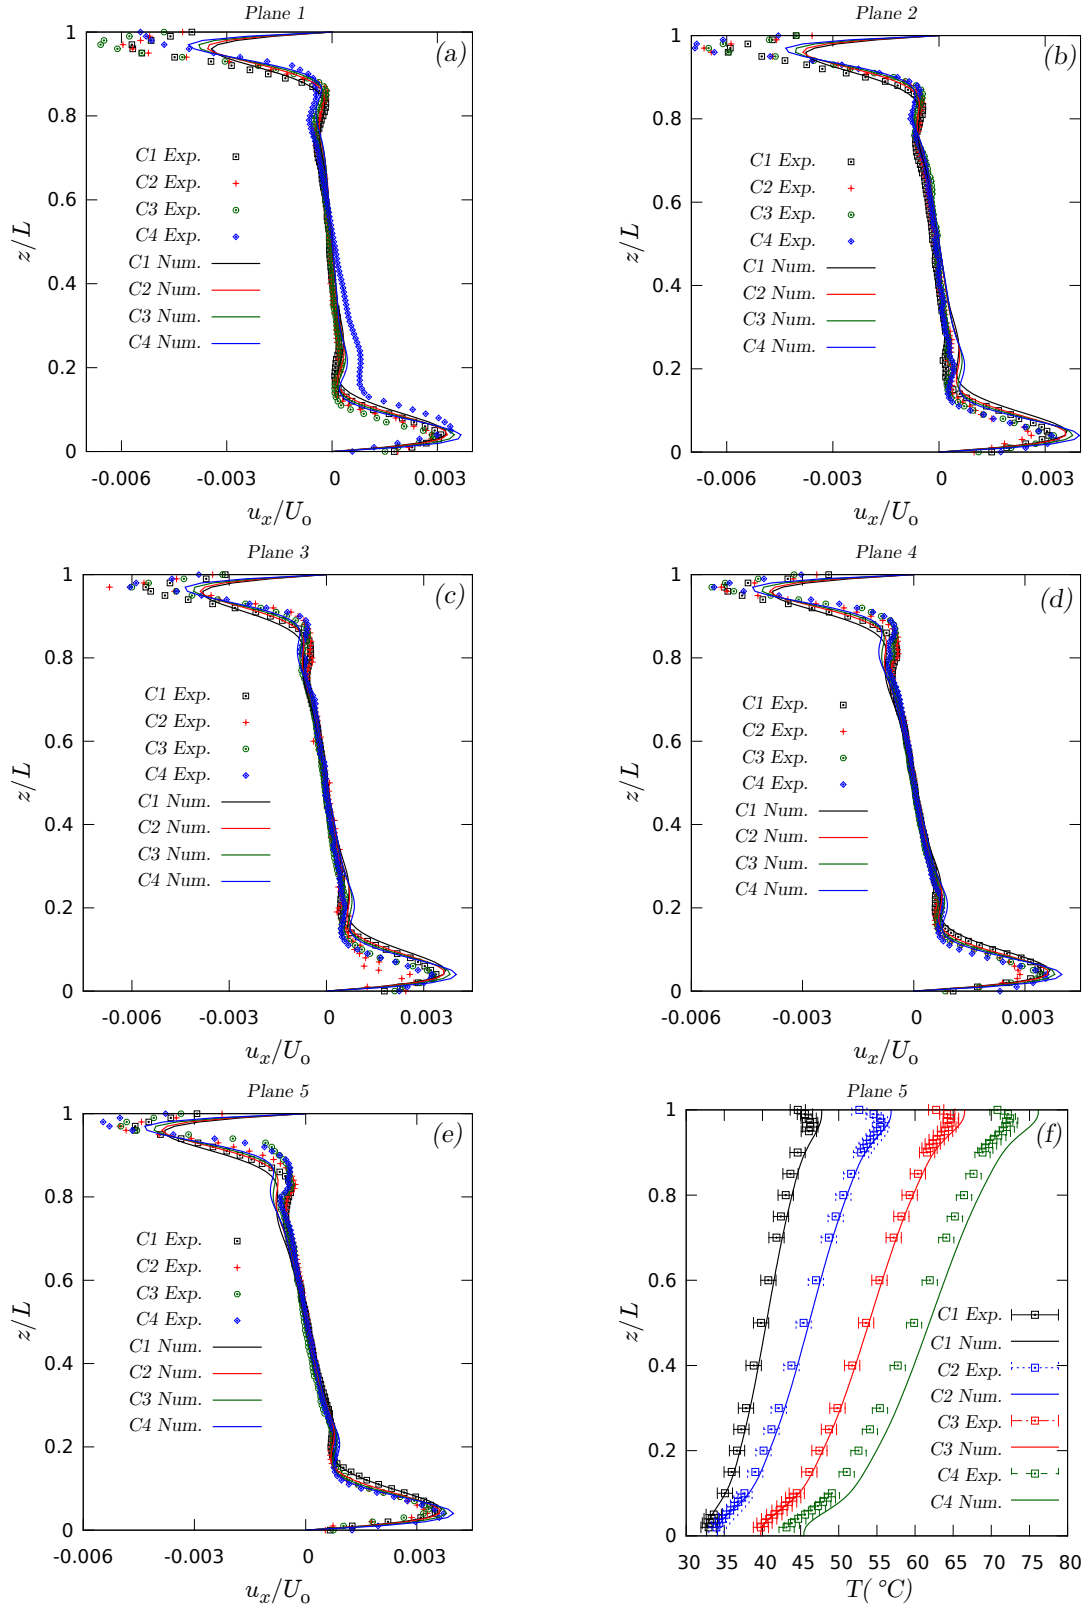 Plane 1
(a)
1
0.8
0.6
0.4
0.2
0
z/L
C1 Exp.
C2 Exp.
C3 Exp.
C4 Exp.
C1 Num.
C2 Num.
C3 Num.
C4 Num.
-0.006 -0.003 0 0.003
u_x/U_o
Plane 2
(b)
1
0.8
0.6
0.4
0.2
0
z/L
C1 Exp.
C2 Exp.
C3 Exp.
C4 Exp.
C1 Num.
C2 Num.
C3 Num.
C4 Num.
-0.006 -0.003 0 0.003
u_x/U_o
Plane 3
(c)
1
0.8
0.6
0.4
0.2
0
z/L
C1 Exp.
C2 Exp.
C3 Exp.
C4 Exp.
C1 Num.
C2 Num.
C3 Num.
C4 Num.
-0.006 -0.003 0 0.003
u_x/U_o
Plane 4
(d)
1
0.8
0.6
0.4
0.2
0
z/L
C1 Exp.
C2 Exp.
C3 Exp.
C4 Exp.
C1 Num.
C2 Num.
C3 Num.
C4 Num.
-0.006 -0.003 0 0.003
u_x/U_o
Plane 5
(e)
1
0.8
0.6
0.4
0.2
0
z/L
C1 Exp.
C2 Exp.
C3 Exp.
C4 Exp.
C1 Num.
C2 Num.
C3 Num.
C4 Num.
-0.006 -0.003 0 0.003
u_x/U_o
Plane 5
(f)
1
0.8
0.6
0.4
0.2
0
z/L
C1 Exp.
C1 Num.
C2 Exp.
C2 Num.
C3 Exp.
C3 Num.
C4 Exp.
C4 Num.
30 35 40 45 50 55 60 65 70 75 80
T( °C)